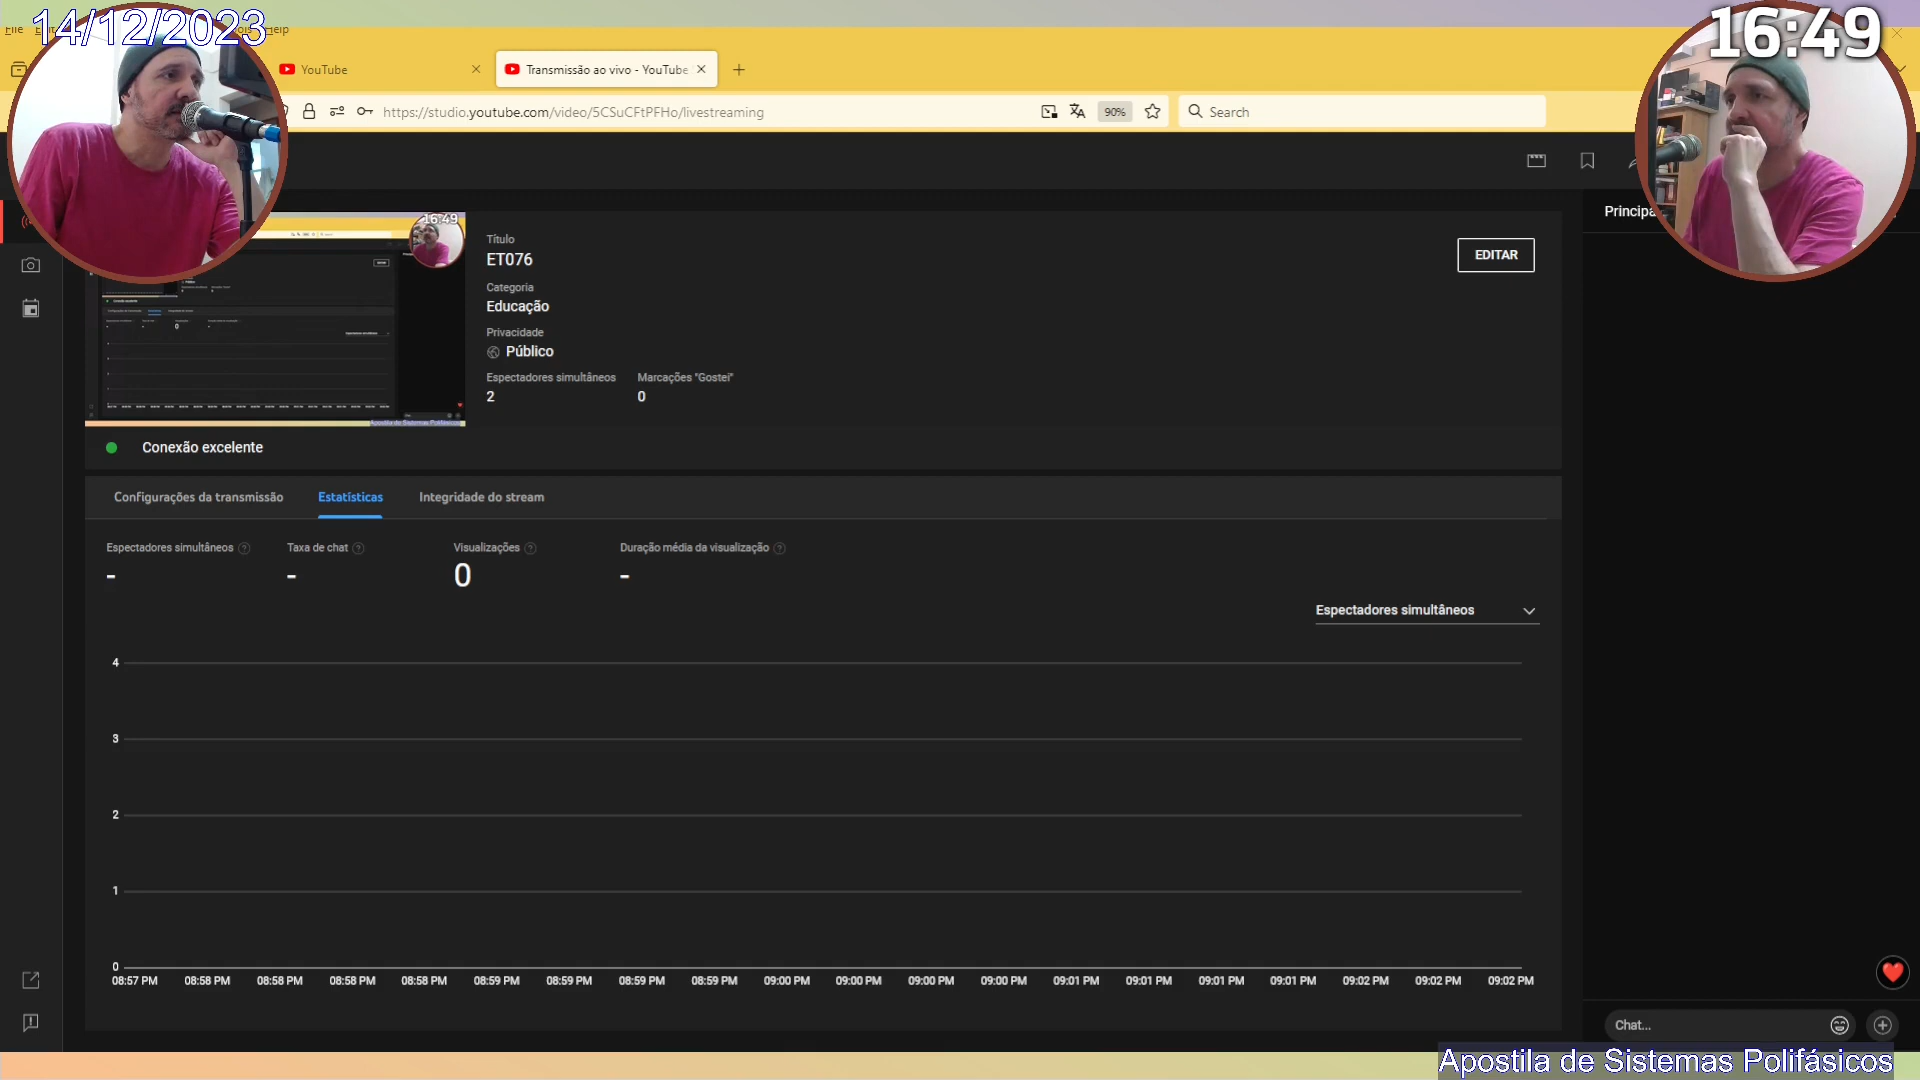 14/12/2023
16:49
File
Help
YouTube
Transmissão ao vivo - YouTube
https://studio.youtube.com/video/5CSuCFtPFHo/livestreaming
90%
Search
Principa
16:49
Título
ET076
EDITAR
Categoria
Educação
Privacidade
Público
Espectadores simultâneos
Marcações "Gostei"
2
0
Conexão excelente
Configurações da transmissão
Estatísticas
Integridade do stream
Espectadores simultâneos
Taxa de chat
Visualizações
Duração média da visualização
-
-
0
-
Espectadores simultâneos
4
3
2
1
0
08:57 PM 08:58 PM 08:58 PM 08:58 PM 08:58 PM 08:59 PM 08:59 PM 08:59 PM 08:59 PM 09:00 PM 09:00 PM 09:00 PM 09:00 PM 09:01 PM 09:01 PM 09:01 PM 09:01 PM 09:02 PM 09:02 PM 09:02 PM
Chat...
Apostila de Sistemas Polifásicos